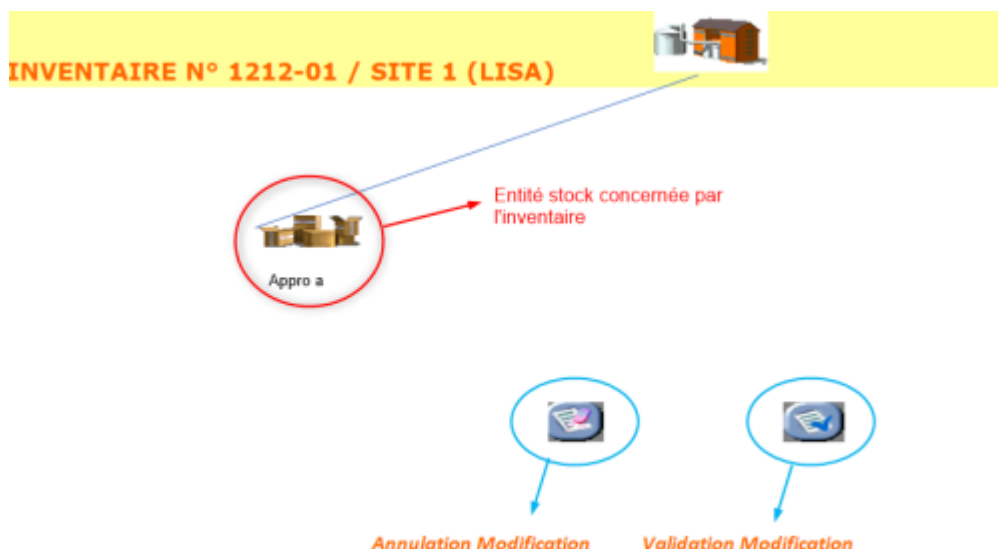 INVENTAIRE N° 1212-01 / SITE 1 (LISA)
Entité stock concernée par
l'inventaire
Appro a
Annulation Modification
Validation Modification